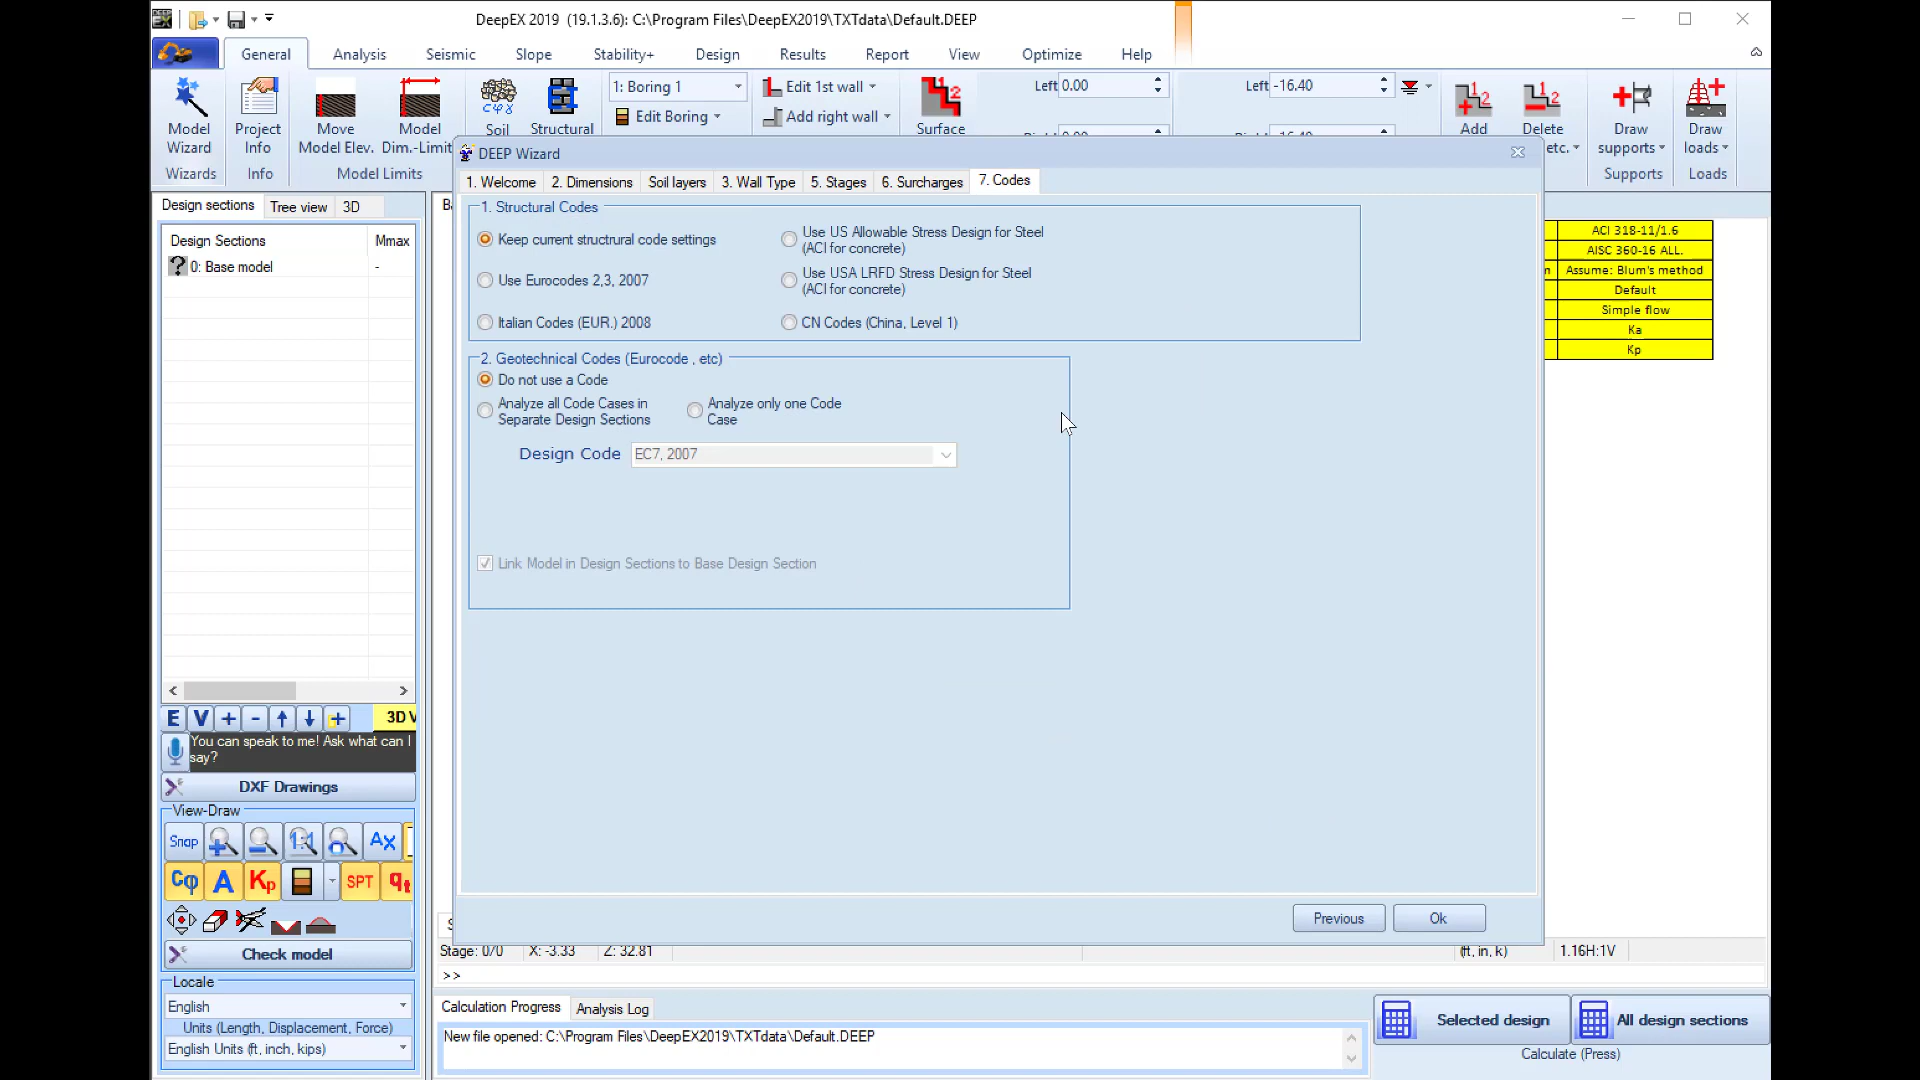 DEEP EX
DeepEX 2019 (19.1.3.6): C:\Program Files\DeepEX2019\TXTdata\Default.DEEP
General Analysis Seismic Slope Stability+ Design Results Report View Optimize Help
Model Wizard
Wizards
Project Info
Info
Move Model Elev.
Model Dim.-Limit
Model Limits
Soil
Structural
1: Boring 1
Edit Boring
Edit 1st wall
Add right wall
Surface
Left 0.00
Left -16.40
Add
Delete
etc.
Draw supports
Supports
Draw loads
Loads
Design sections Tree view 3D
Design Sections Mmax
0: Base model -
DEEP Wizard
1. Welcome 2. Dimensions Soil layers 3. Wall Type 5. Stages 6. Surcharges 7. Codes
1. Structural Codes
Keep current structrural code settings
Use US Allowable Stress Design for Steel
(ACI for concrete)
Use Eurocodes 2,3, 2007
Use USA LRFD Stress Design for Steel
(ACI for concrete)
Italian Codes (EUR.) 2008
CN Codes (China, Level 1)
2. Geotechnical Codes (Eurocode , etc)
Do not use a Code
Analyze all Code Cases in
Separate Design Sections
Analyze only one Code
Case
Design Code EC7, 2007
Link Model in Design Sections to Base Design Section
Previous Ok
ACI 318-11/1.6
AISC 360-16 ALL.
Assume: Blum's method
Default
Simple flow
Ka
Kp
E V + - ↑ ↓ + 3D V
You can speak to me! Ask what can I
say?
DXF Drawings
View-Draw
Snap 1:1 Ax
Cφ A Kp SPT qt
Check model
Locale
English
Units (Length, Displacement, Force)
English Units (ft, inch, kips)
Stage: 0/0 X: -3.33 Z: 32.81 (ft, in, k) 1.16H:1V
>>
Calculation Progress Analysis Log
New file opened: C:\Program Files\DeepEX2019\TXTdata\Default.DEEP
Selected design
All design sections
Calculate (Press)